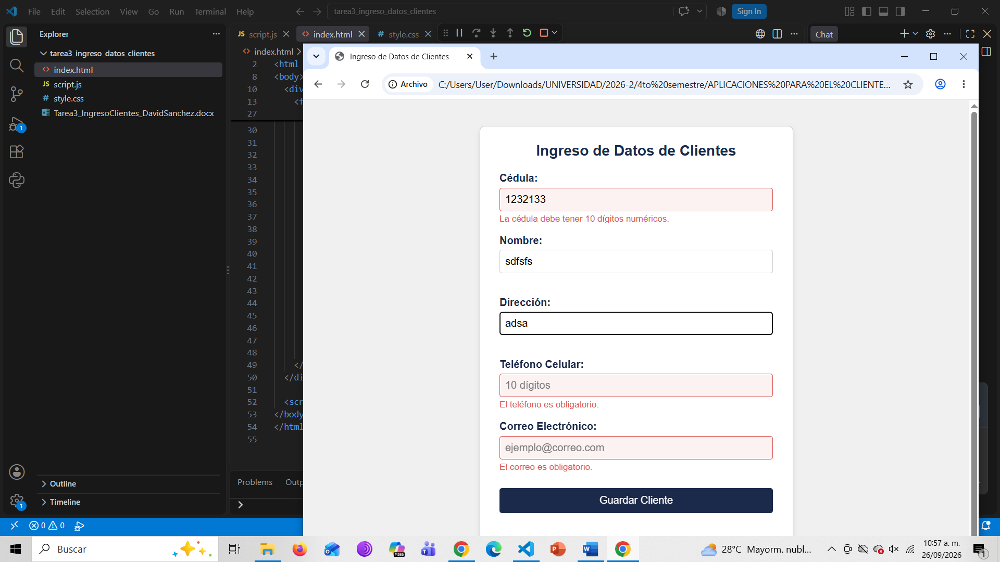 File Edit Selection View Go Run Terminal Help
tarea3_ingreso_datos_clientes
Sign In
Explorer
JS script.js
<> index.html
# style.css
Chat
tarea3_ingreso_datos_clientes
<> index.html
JS script.js
# style.css
Tarea3_IngresoClientes_DavidSanchez.docx
<> index.html >
2 <html
8 <body>
10 <div
13 <f
27
30
31
32
33
34
35
36
37
38
39
40
41
42
43
44
45
46
47
48
49 </
50 </di
51
52 <scr
53 </body
54 </html
55
Ingreso de Datos de Clientes
Archivo
C:/Users/User/Downloads/UNIVERSIDAD/2026-2/4to%20semestre/APLICACIONES%20PARA%20EL%20CLIENTE...
Ingreso de Datos de Clientes
Cédula:
1232133
La cédula debe tener 10 dígitos numéricos.
Nombre:
sdfsfs
Dirección:
adsa
Teléfono Celular:
10 dígitos
El teléfono es obligatorio.
Correo Electrónico:
ejemplo@correo.com
El correo es obligatorio.
Guardar Cliente
1
Outline
1
Timeline
Problems Outp
0 0
Buscar
M365
28°C Mayorm. nubl...
10:57 a. m.
26/09/2026
1